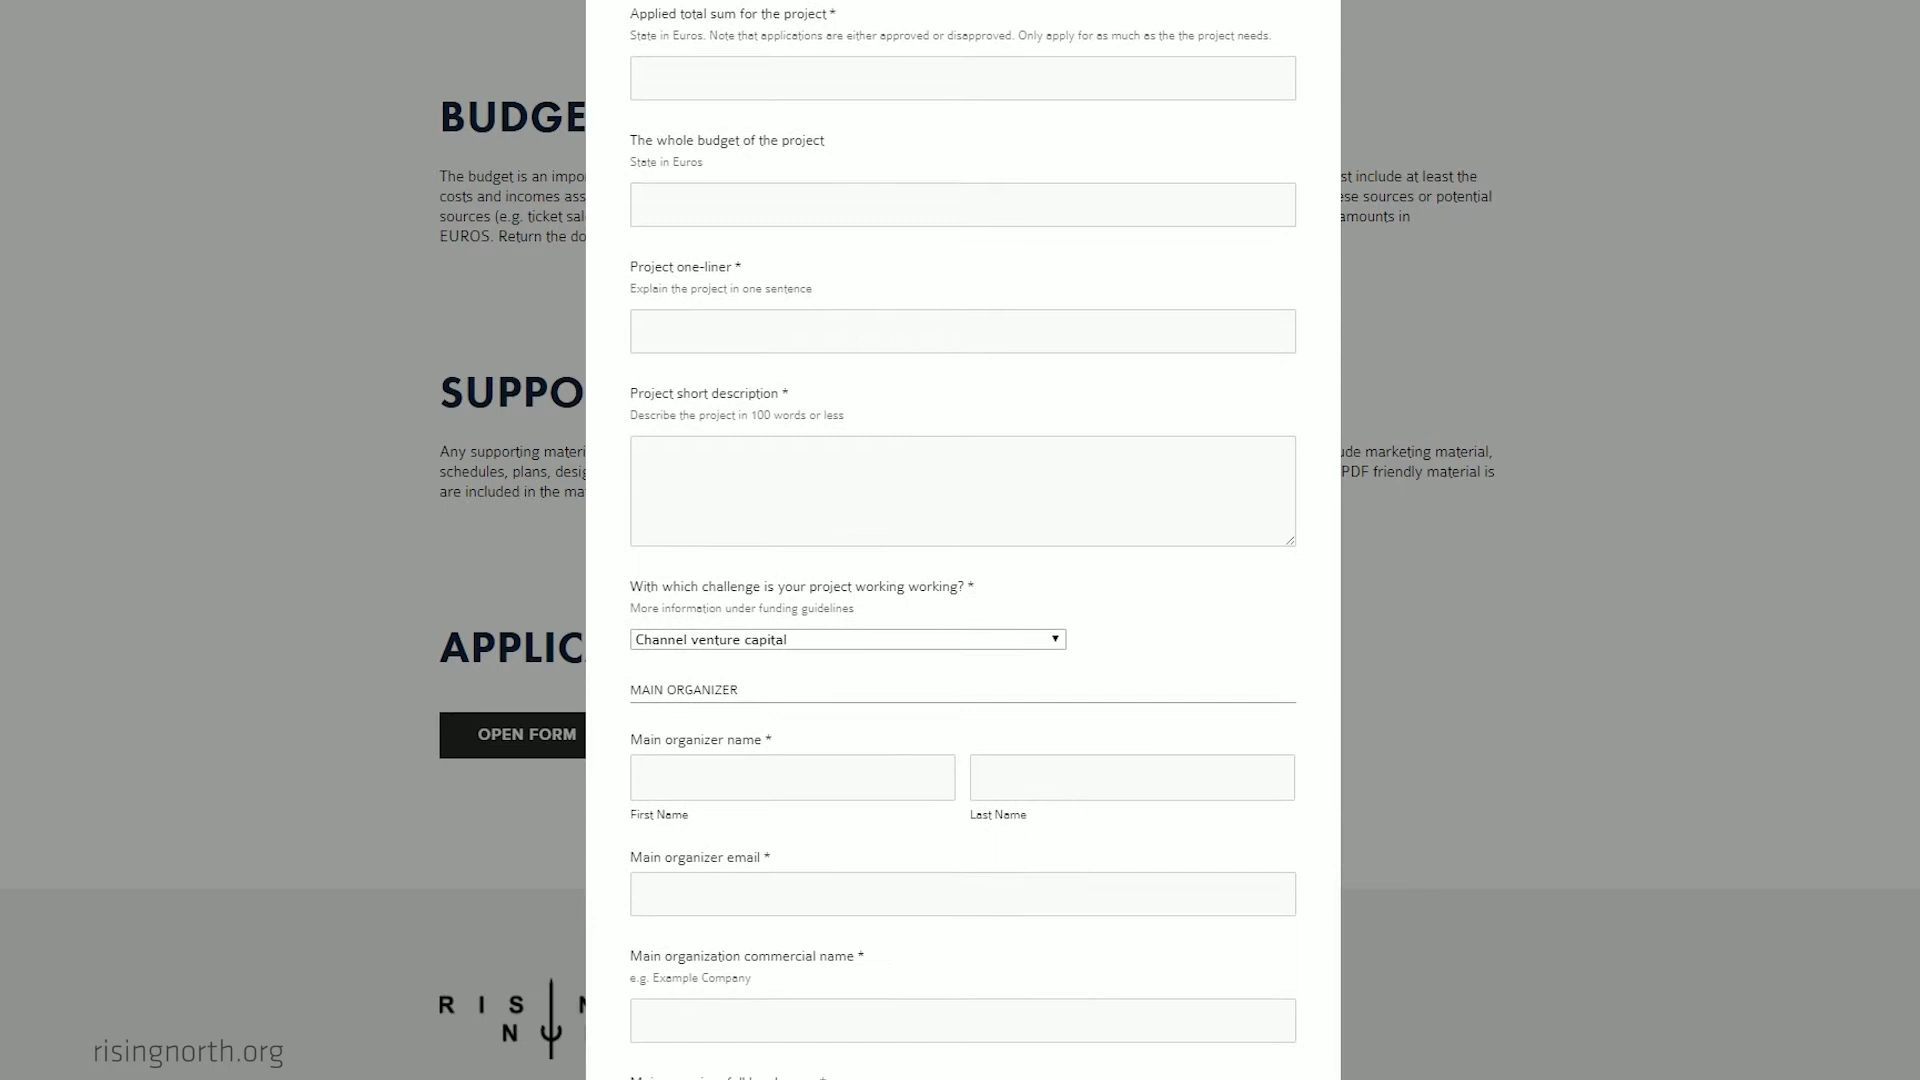 Applied total sum for the project *
State in Euros. Note that applications are either approved or disapproved. Only apply for as much as the the project needs.
BUDGE
The whole budget of the project
State in Euros
The budget is an impo
st include at least the
costs and incomes ass
ese sources or potential
sources (e.g. ticket sal
amounts in
EUROS. Return the do
Project one-liner *
Explain the project in one sentence
SUPPO
Project short description *
Describe the project in 100 words or less
Any supporting materi
ude marketing material,
schedules, plans, desig
PDF friendly material is
are included in the ma
With which challenge is your project working working? *
More information under funding guidelines
Channel venture capital
APPLIC
MAIN ORGANIZER
OPEN FORM
Main organizer name *
First Name
Last Name
Main organizer email *
Main organization commercial name *
e.g. Example Company
RIS
N
risingnorth.org